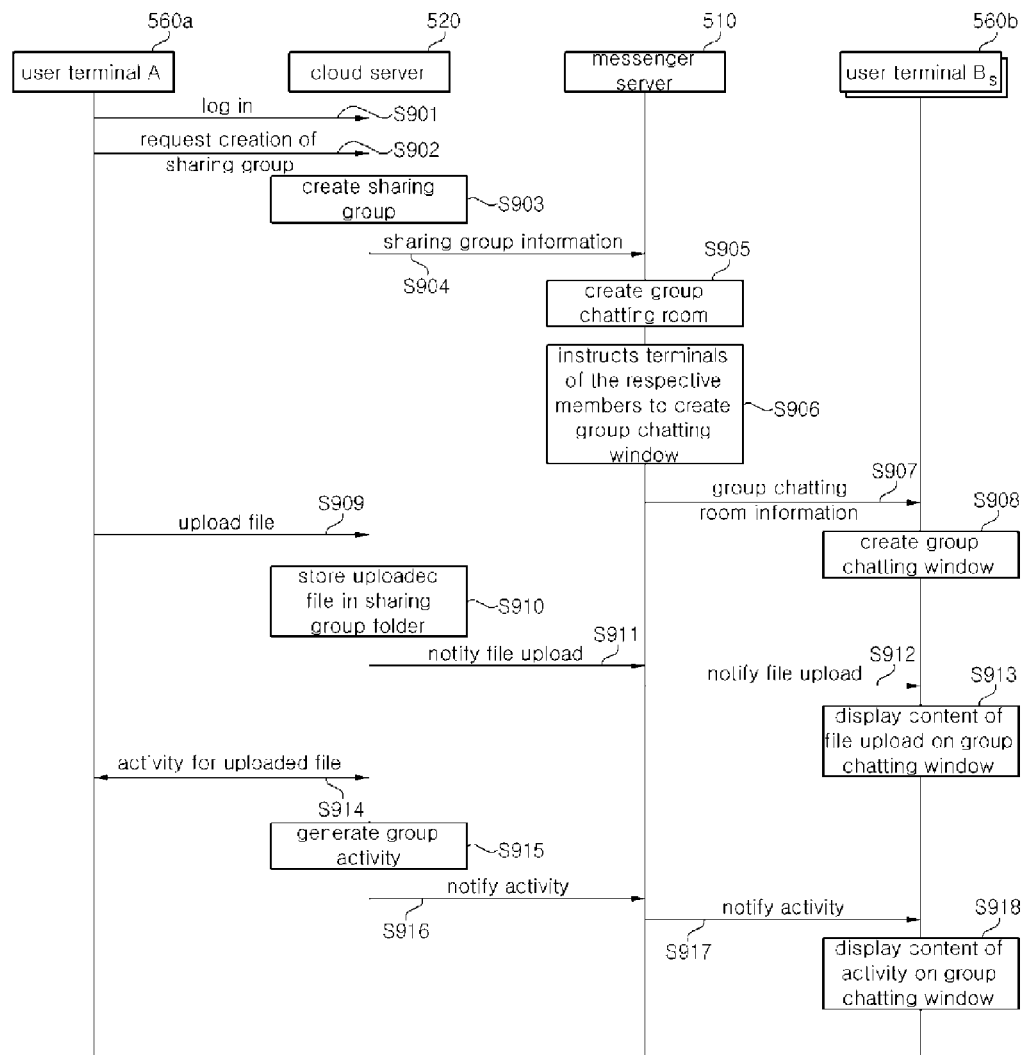 560a
520
510
560b
user terminal A
cloud server
messenger
server
user terminal Bs
log in
S901
request creation of
sharing group
S902
create sharing
group
S903
sharing group information
S904
S905
create group
chatting room
instructs terminals
of the respective
members to create
group chatting
window
S906
S907
group chatting
room information
S908
create group
chatting window
S909
upload file
store uploaded
file in sharing
group folder
S910
S911
notify file upload
S912
notify file upload
S913
display content of
file upload on group
chatting window
activity for uploaded file
S914
generate group
activity
S915
notify activity
S916
notify activity
S917
S918
display content of
activity on group
chatting window